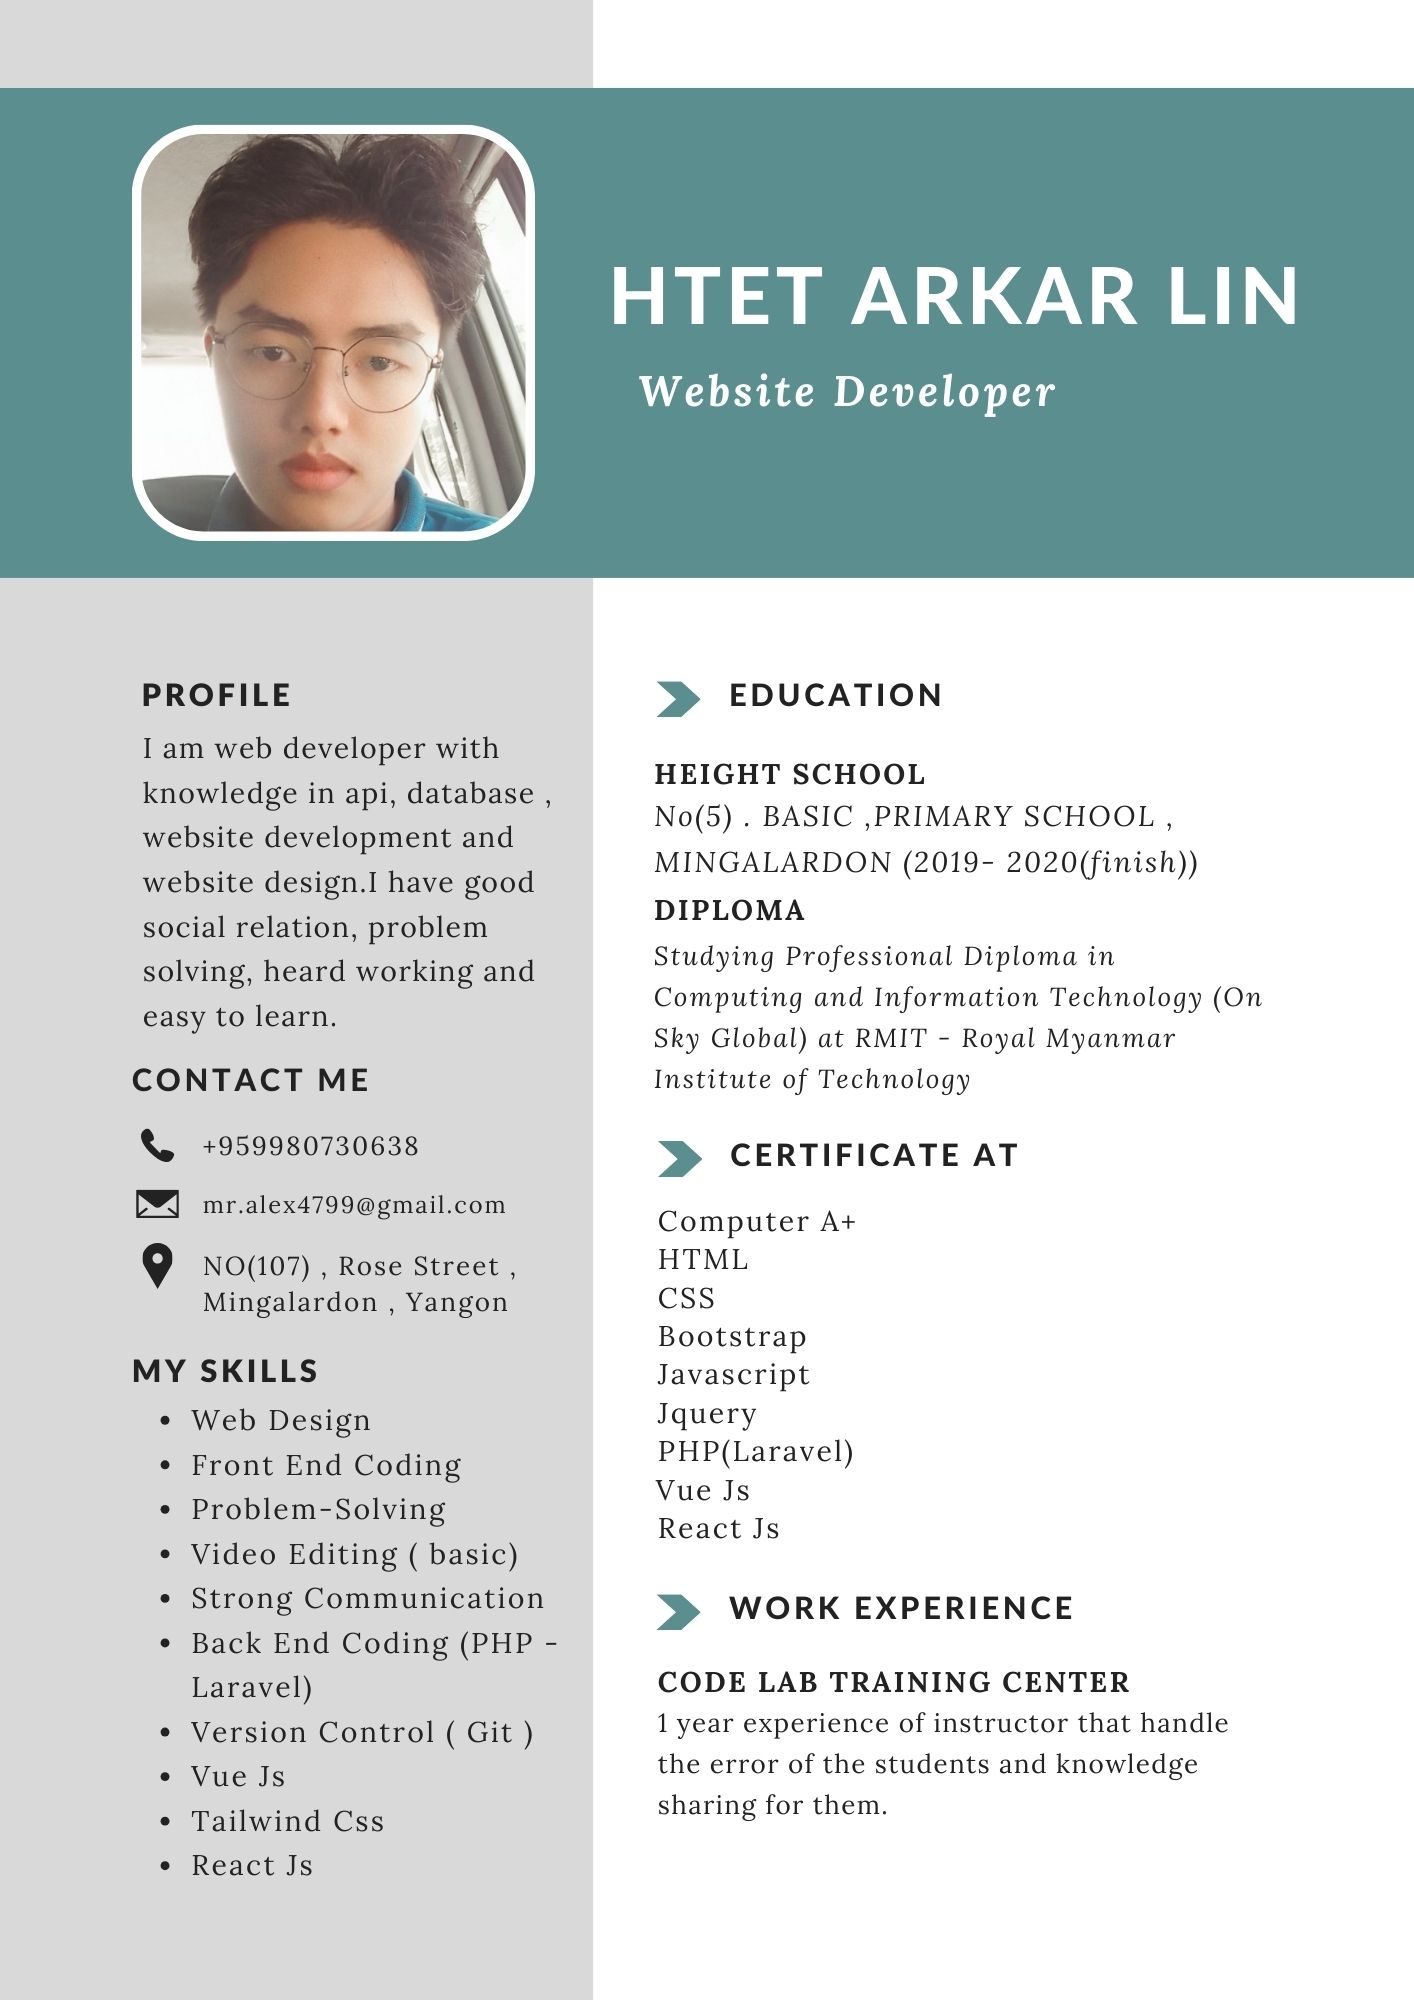 HTET ARKAR LIN
Website Developer
PROFILE
I am web developer with
knowledge in api, database ,
website development and
website design.I have good
social relation, problem
solving, heard working and
easy to learn.
CONTACT ME
+959980730638
mr.alex4799@gmail.com
NO(107) , Rose Street ,
Mingalardon , Yangon
MY SKILLS
• Web Design
• Front End Coding
• Problem-Solving
• Video Editing ( basic)
• Strong Communication
• Back End Coding (PHP -
Laravel)
• Version Control ( Git )
• Vue Js
• Tailwind Css
• React Js
EDUCATION
HEIGHT SCHOOL
No(5) . BASIC ,PRIMARY SCHOOL ,
MINGALARDON (2019- 2020(finish))
DIPLOMA
Studying Professional Diploma in
Computing and Information Technology (On
Sky Global) at RMIT - Royal Myanmar
Institute of Technology
CERTIFICATE AT
Computer A+
HTML
CSS
Bootstrap
Javascript
Jquery
PHP(Laravel)
Vue Js
React Js
WORK EXPERIENCE
CODE LAB TRAINING CENTER
1 year experience of instructor that handle
the error of the students and knowledge
sharing for them.